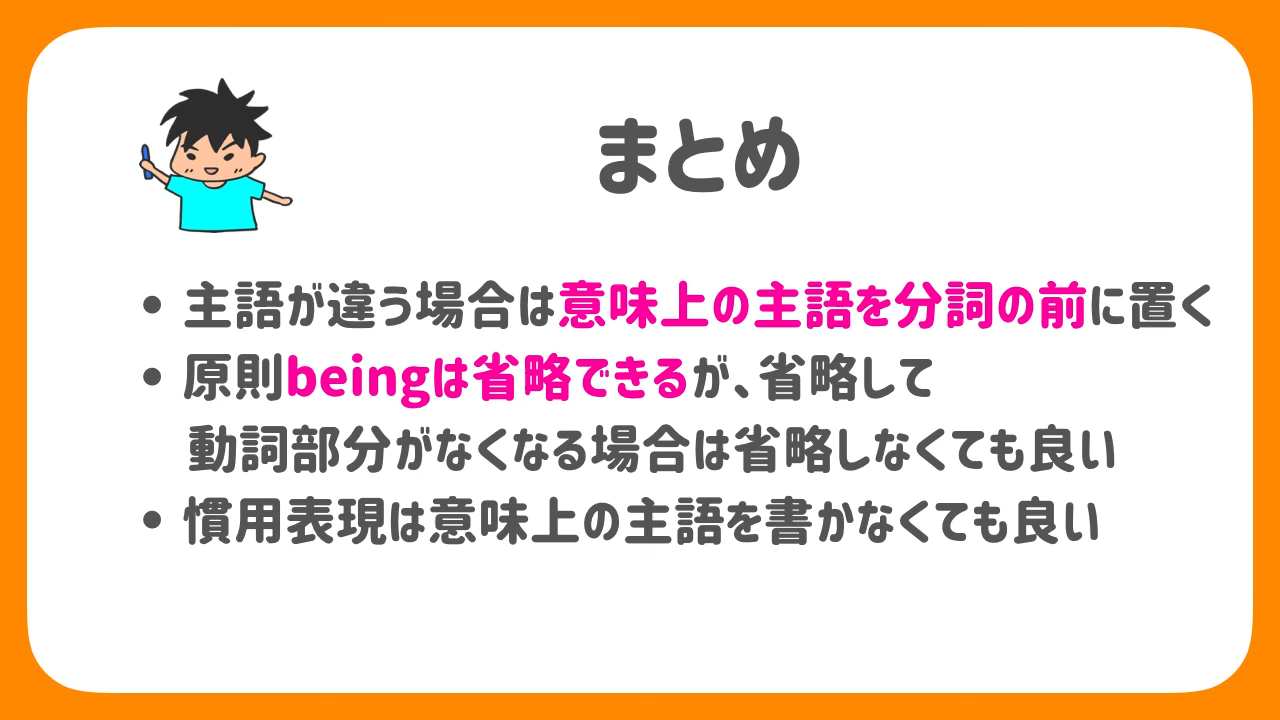 まとめ
• 主語が違う場合は意味上の主語を分詞の前に置く
• 原則beingは省略できるが、省略して
動詞部分がなくなる場合は省略しなくても良い
• 慣用表現は意味上の主語を書かなくても良い